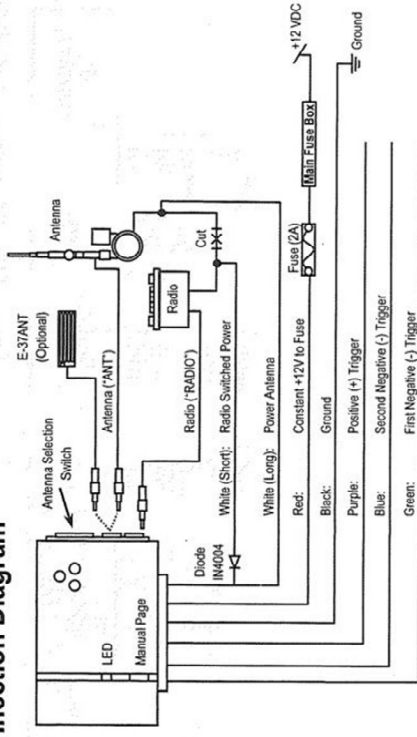 nnection Diagram
E-37ANT
(Optional)
Antenna
Antenna Selection
Switch
Antenna ("ANT")
Radio
Cut
Radio ("RADIO")
LED
Manual Page
Diode
IN4004
White (Short): Radio Switched Power
White (Long): Power Antenna
Red: Constant +12V to Fuse
Fuse (2A)
Main Fuse Box
+12 VDC
Black: Ground
Ground
Purple: Positive (+) Trigger
Blue: Second Negative (-) Trigger
Green: First Negative (-) Trigger